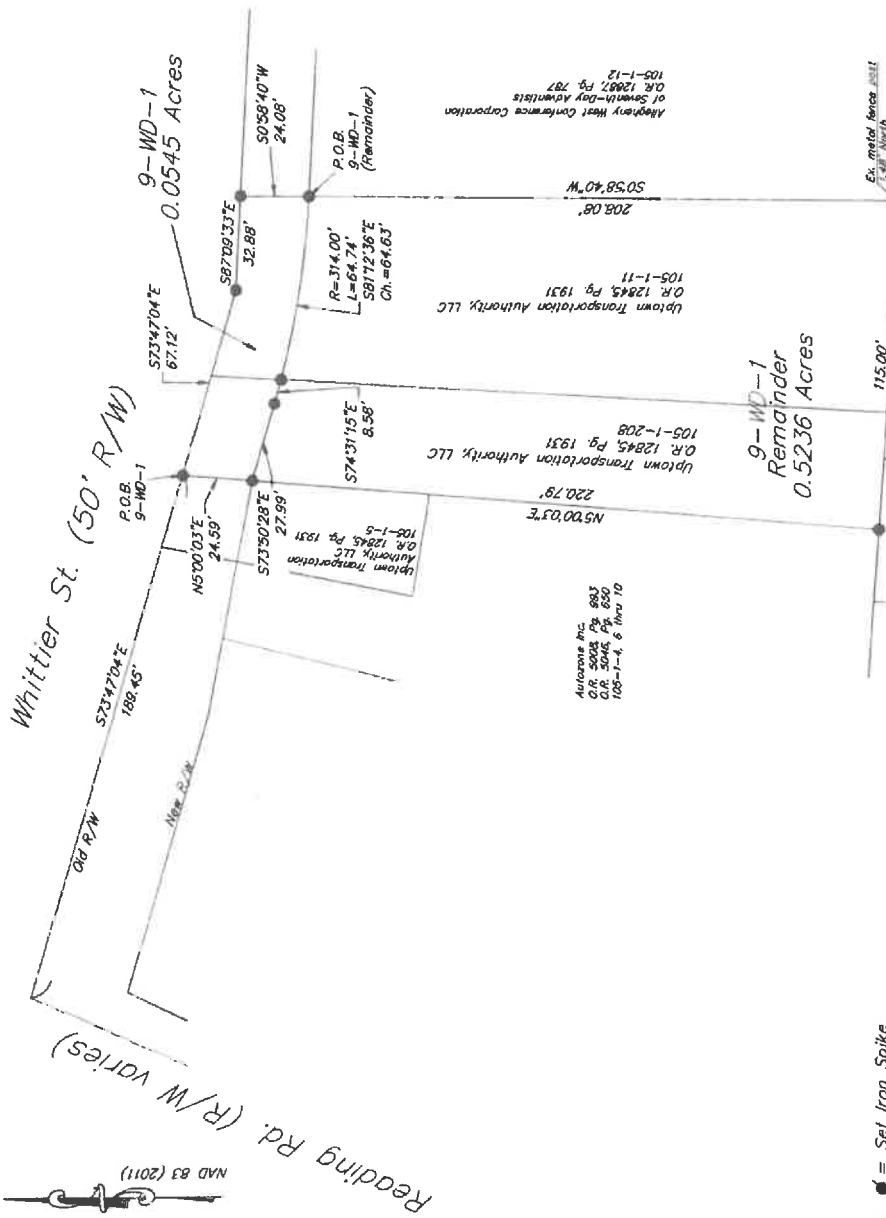 Whittier St. (50' R/W)
9-WD-1
0.0545 Acres
S0°58'40"W
24.08'
P.O.B.
9-WD-1
(Remainder)
S87°09'33"E
32.88'
S73°47'04"E
67.12'
R=314.00'
L=64.74'
S81°12'36"E
Ch.=64.63'
P.O.B.
9-WD-1
N5°00'03"E
24.59'
S73°50'28"E
27.99'
S74°31'15"E
8.58'
S73°47'04"E
189.45'
Old R/W
New R/W
Reading Rd. (R/W varies)
NAD 83 (2011)
Allegheny West Conference Corporation
of Seventh-Day Adventists
O.R. 12887, Pg. 787
105-1-12
S0°58'40"W
208.08'
Uptown Transportation Authority, LLC
O.R. 12845, Pg. 1931
105-1-11
Uptown Transportation Authority, LLC
O.R. 12845, Pg. 1931
105-1-208
Uptown Transportation
Authority, LLC
O.R. 12845, Pg. 1931
105-1-5
N5°00'03"E
220.79'
9-WD-1
Remainder
0.5236 Acres
115.00'
Autozone Inc.
O.R. 5008, Pg. 993
O.R. 5046, Pg. 650
105-1-4, 6 thru 10
Ex. metal fence post
North
= Set Iron Spike